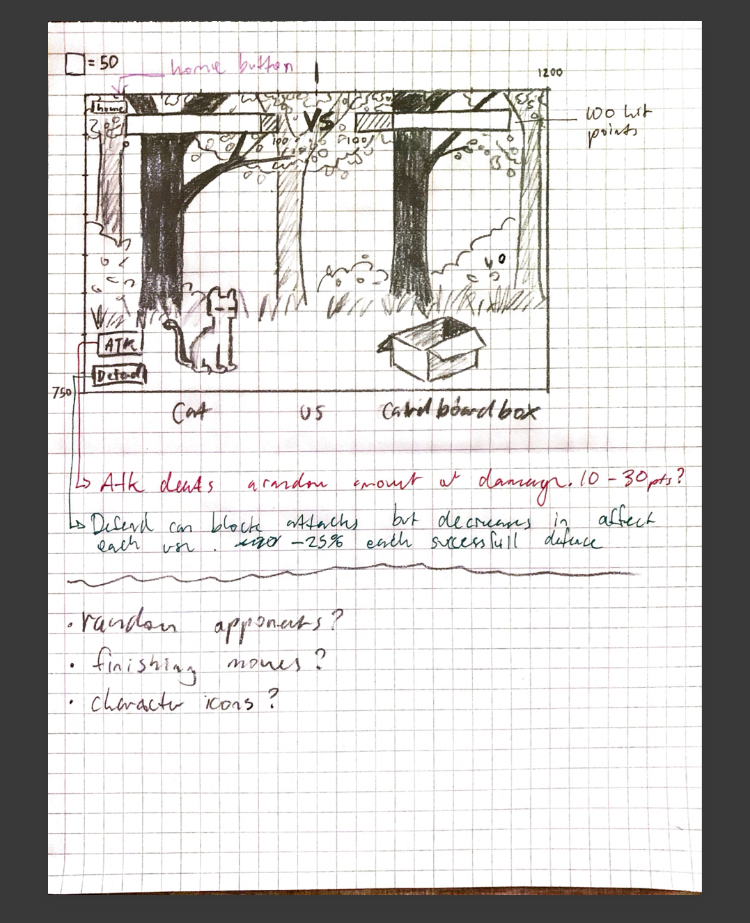 = 50
home button
1200
home
VS
100
100
100 hit
points
ATK
Defend
750
Cat vs Cardboard box
Atk deals a random amount of damage. 10 - 30 pts?
Defend can block attacks but decreases in affect
each use. -25% each successfull defence
• random apponents?
• finishing moves?
• character icons?